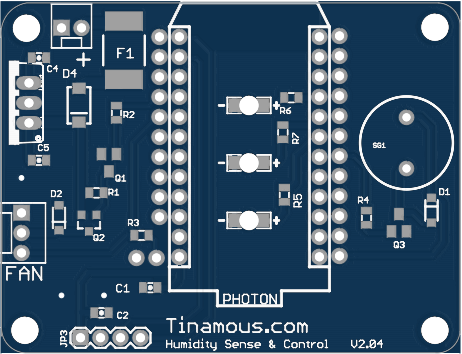 +
F1
C4
D4
R2
- +
R6
R7
C5
SG1
Q1
- +
D2
R1
R5
R4
D1
Q2
R3
- +
Q3
FAN
C1
PHOTON
C2
JP3
Tinamous.com
Humidity Sense & Control V2.04